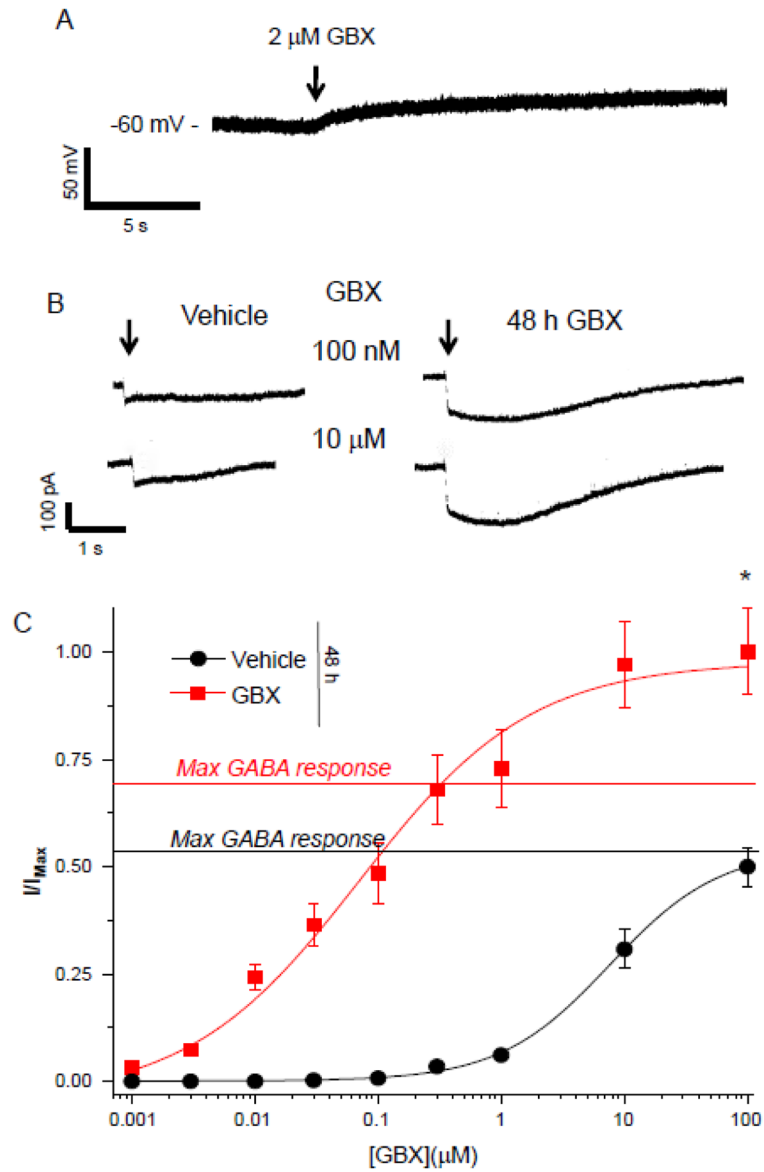 A
2 μM GBX
-60 mV -
50 mV
5 s
B
GBX
Vehicle
48 h GBX
100 nM
10 μM
100 pA
1 s
*
C
Vehicle
GBX
48 h
1.00
0.75
0.50
0.25
0.00
Max GABA response
Max GABA response
I/IMax
0.001 0.01 0.1 1 10 100
[GBX](μM)